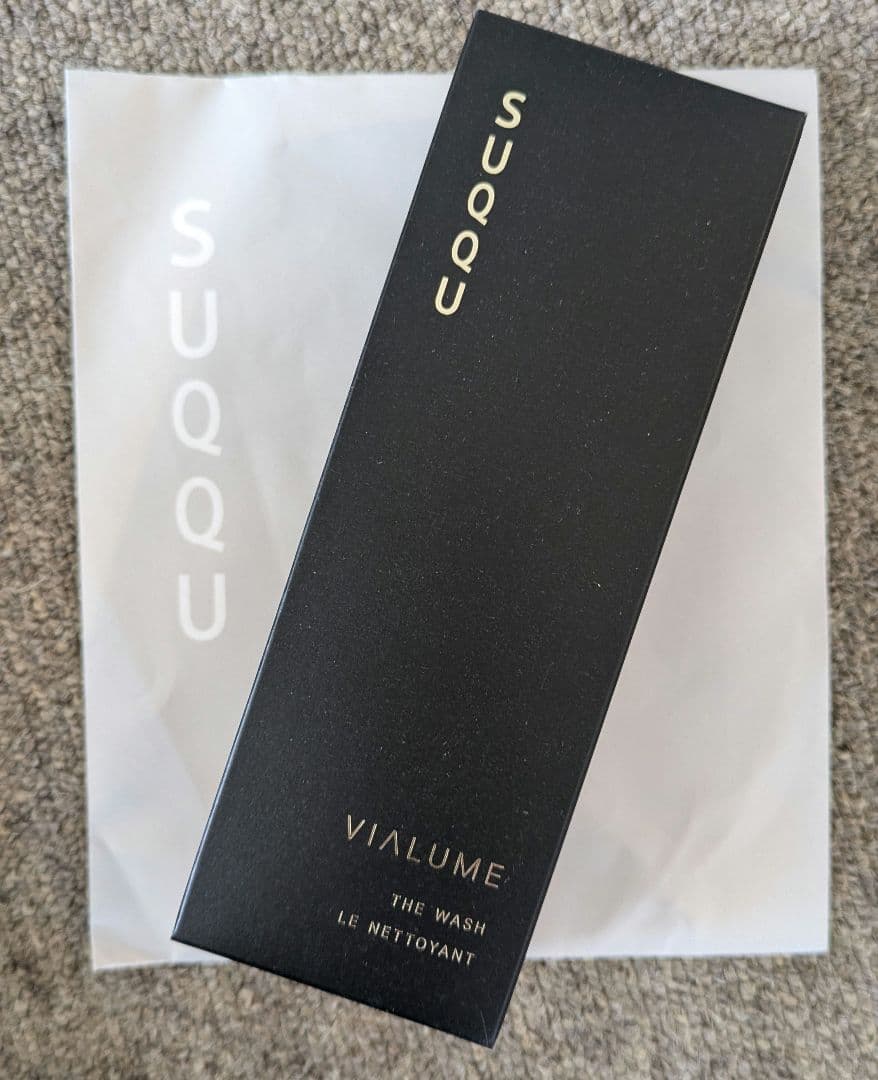 SUQQU
SUQQU
VIALUME
THE WASH
LE NETTOYANT